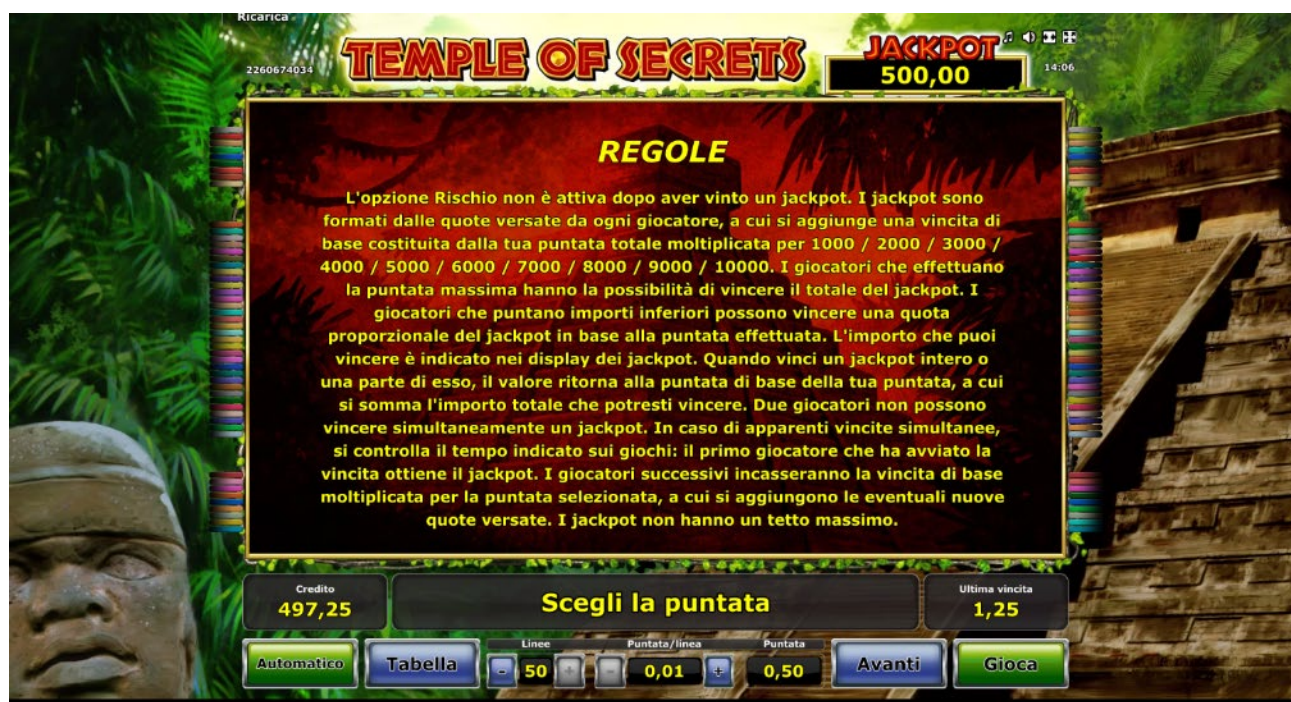 Ricarica
2260674034
TEMPLE OF SECRETS
JACKPOT
500,00
14:06
REGOLE
L'opzione Rischio non è attiva dopo aver vinto un jackpot. I jackpot sono
formati dalle quote versate da ogni giocatore, a cui si aggiunge una vincita di
base costituita dalla tua puntata totale moltiplicata per 1000 / 2000 / 3000 /
4000 / 5000 / 6000 / 7000 / 8000 / 9000 / 10000. I giocatori che effettuano
la puntata massima hanno la possibilità di vincere il totale del jackpot. I
giocatori che puntano importi inferiori possono vincere una quota
proporzionale del jackpot in base alla puntata effettuata. L'importo che puoi
vincere è indicato nei display dei jackpot. Quando vinci un jackpot intero o
una parte di esso, il valore ritorna alla puntata di base della tua puntata, a cui
si somma l'importo totale che potresti vincere. Due giocatori non possono
vincere simultaneamente un jackpot. In caso di apparenti vincite simultanee,
si controlla il tempo indicato sui giochi: il primo giocatore che ha avviato la
vincita ottiene il jackpot. I giocatori successivi incasseranno la vincita di base
moltiplicata per la puntata selezionata, a cui si aggiungono le eventuali nuove
quote versate. I jackpot non hanno un tetto massimo.
Credito
497,25
Scegli la puntata
Ultima vincita
1,25
Automatico
Tabella
Linee
- 50 +
Puntata/linea
- 0,01 +
Puntata
0,50
Avanti
Gioca